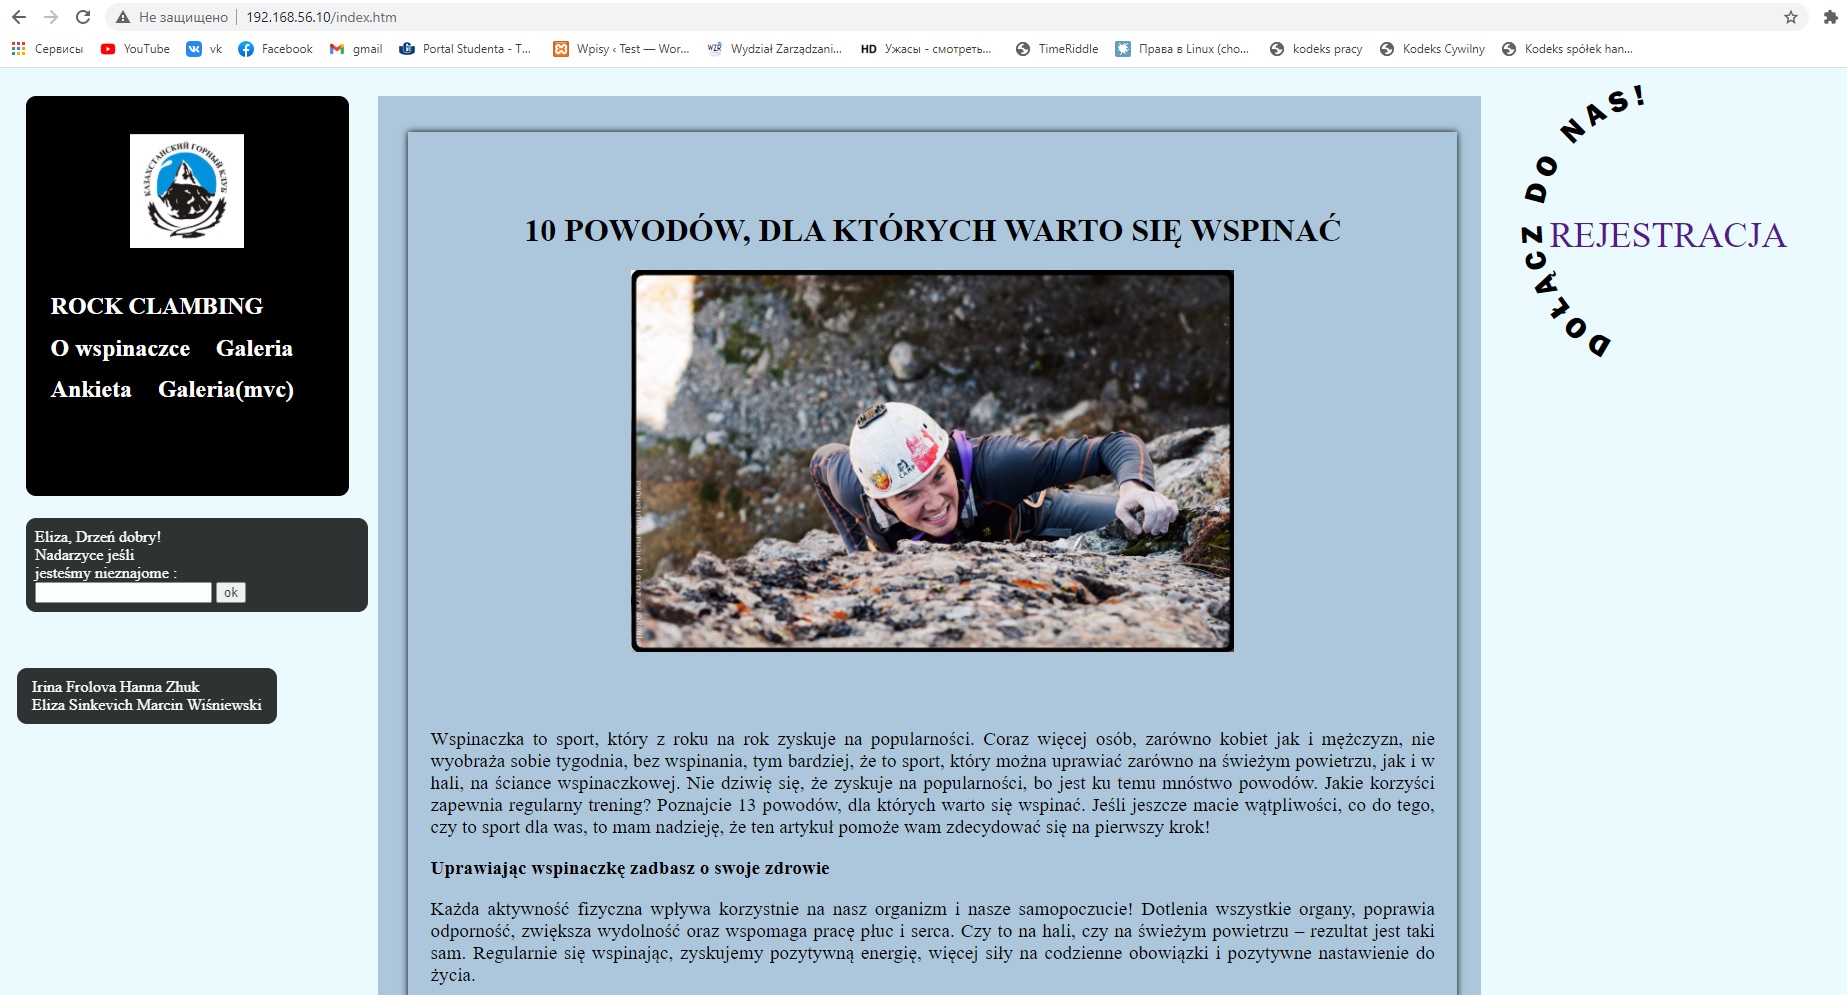 Не защищено 192.168.56.10/index.htm
Сервисы YouTube vk Facebook gmail Portal Studenta - T... Wpisy ‹ Test — Wor... Wydział Zarządzani... HD Ужасы - смотреть... TimeRiddle Права в Linux (cho... kodeks pracy Kodeks Cywilny Kodeks spółek han...
КАЗАХСТАНСКИЙ ГОРНЫЙ КЛУБ
ROCK CLAMBING
O wspinaczce Galeria
Ankieta Galeria(mvc)
Eliza, Drzeń dobry!
Nadarzyce jeśli
jesteśmy nieznajome :
ok
Irina Frolova Hanna Zhuk
Eliza Sinkevich Marcin Wiśniewski
10 POWODÓW, DLA KTÓRYCH WARTO SIĘ WSPINAĆ
CAMP
Wspinaczka to sport, który z roku na rok zyskuje na popularności. Coraz więcej osób, zarówno kobiet jak i mężczyzn, nie
wyobraża sobie tygodnia, bez wspinania, tym bardziej, że to sport, który można uprawiać zarówno na świeżym powietrzu, jak i w
hali, na ściance wspinaczkowej. Nie dziwię się, że zyskuje na popularności, bo jest ku temu mnóstwo powodów. Jakie korzyści
zapewnia regularny trening? Poznajcie 13 powodów, dla których warto się wspinać. Jeśli jeszcze macie wątpliwości, co do tego,
czy to sport dla was, to mam nadzieję, że ten artykuł pomoże wam zdecydować się na pierwszy krok!
Uprawiając wspinaczkę zadbasz o swoje zdrowie
Każda aktywność fizyczna wpływa korzystnie na nasz organizm i nasze samopoczucie! Dotlenia wszystkie organy, poprawia
odporność, zwiększa wydolność oraz wspomaga pracę płuc i serca. Czy to na hali, czy na świeżym powietrzu – rezultat jest taki
sam. Regularnie się wspinając, zyskujemy pozytywną energię, więcej siły na codzienne obowiązki i pozytywne nastawienie do
życia.
DOŁĄCZ DO NAS!
REJESTRACJA